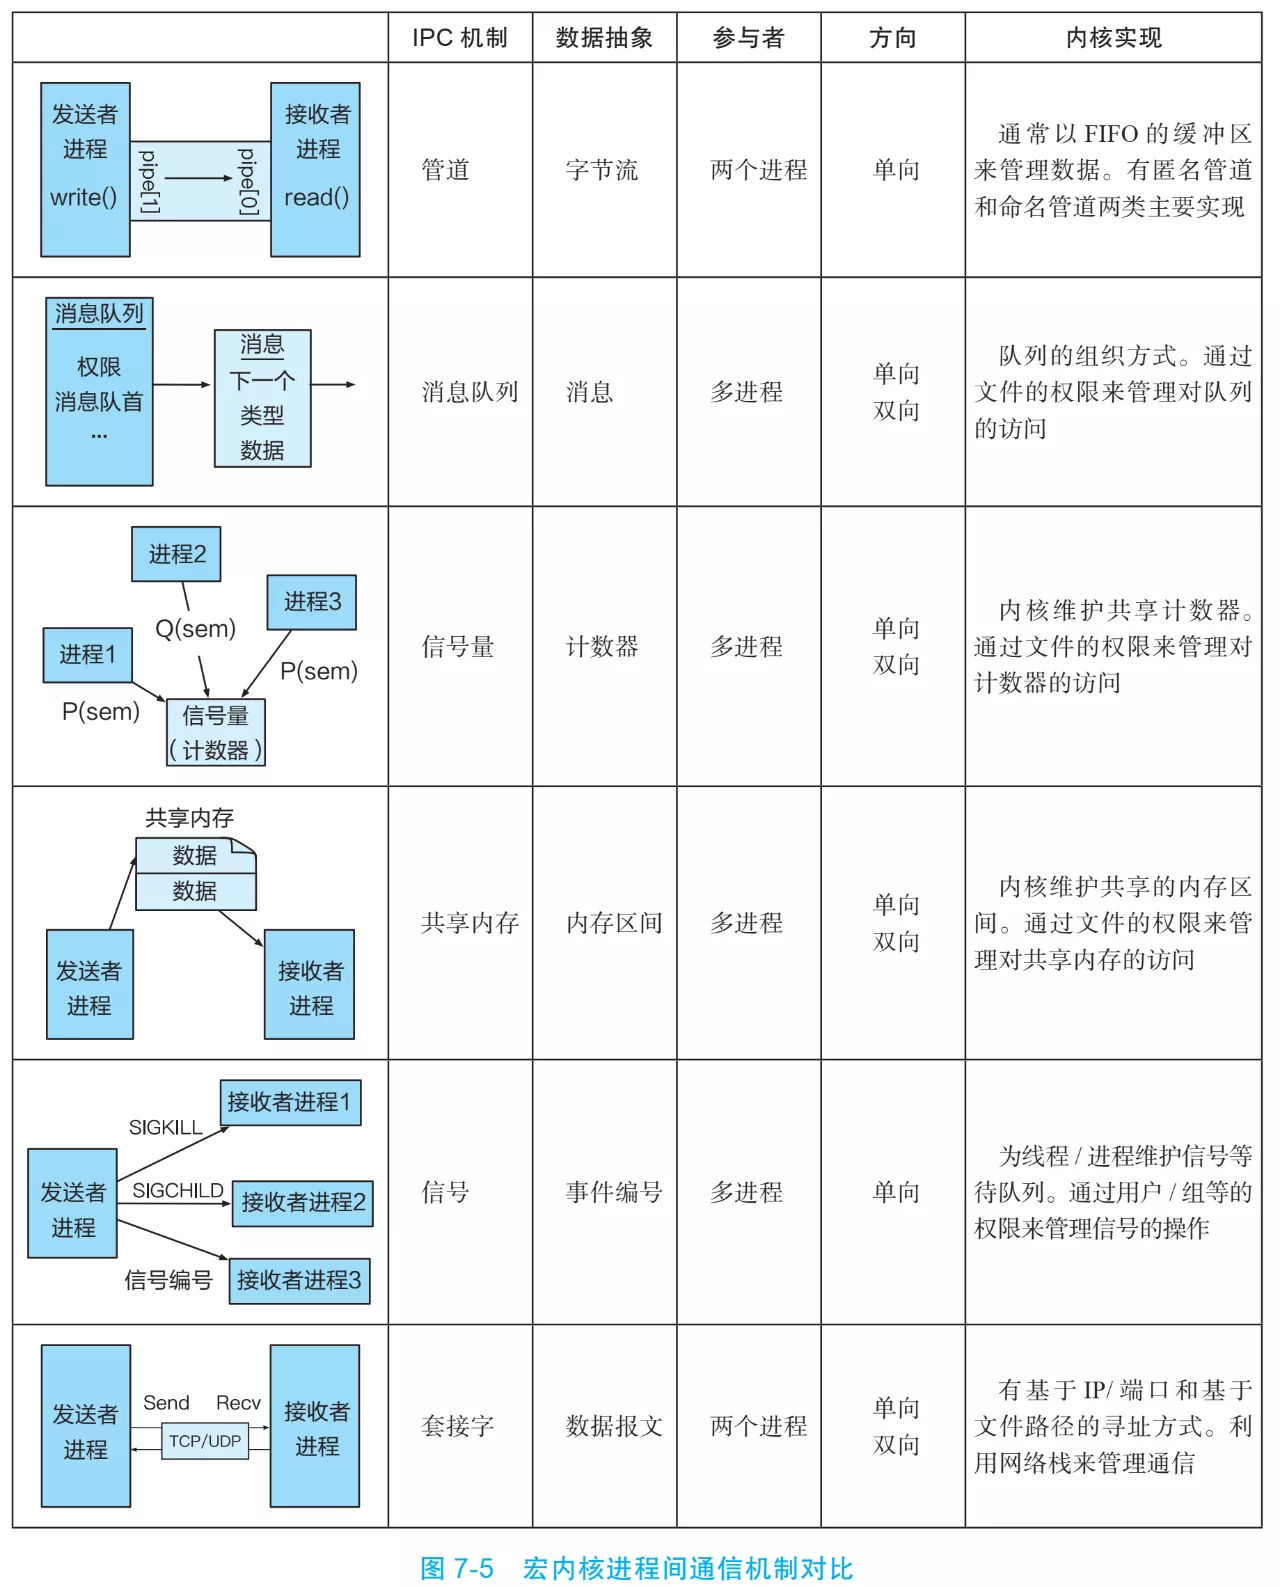 IPC 机制
数据抽象
参与者
方向
内核实现
发送者
进程
write()
pipe[1]
pipe[0]
接收者
进程
read()
管道
字节流
两个进程
单向
通常以 FIFO 的缓冲区
来管理数据。有匿名管道
和命名管道两类主要实现
消息队列
权限
消息队首
...
消息
下一个
类型
数据
消息队列
消息
多进程
单向
双向
队列的组织方式。通过
文件的权限来管理对队列
的访问
进程2
进程3
Q(sem)
进程1
P(sem)
P(sem)
信号量
（计数器）
信号量
计数器
多进程
单向
双向
内核维护共享计数器。
通过文件的权限来管理对
计数器的访问
共享内存
数据
数据
发送者
进程
接收者
进程
共享内存
内存区间
多进程
单向
双向
内核维护共享的内存区
间。通过文件的权限来管
理对共享内存的访问
接收者进程1
SIGKILL
发送者
进程
SIGCHILD
接收者进程2
信号编号
接收者进程3
信号
事件编号
多进程
单向
为线程 / 进程维护信号等
待队列。通过用户 / 组等的
权限来管理信号的操作
发送者
进程
Send
Recv
TCP/UDP
接收者
进程
套接字
数据报文
两个进程
单向
双向
有基于 IP/ 端口和基于
文件路径的寻址方式。利
用网络栈来管理通信
图 7-5 宏内核进程间通信机制对比